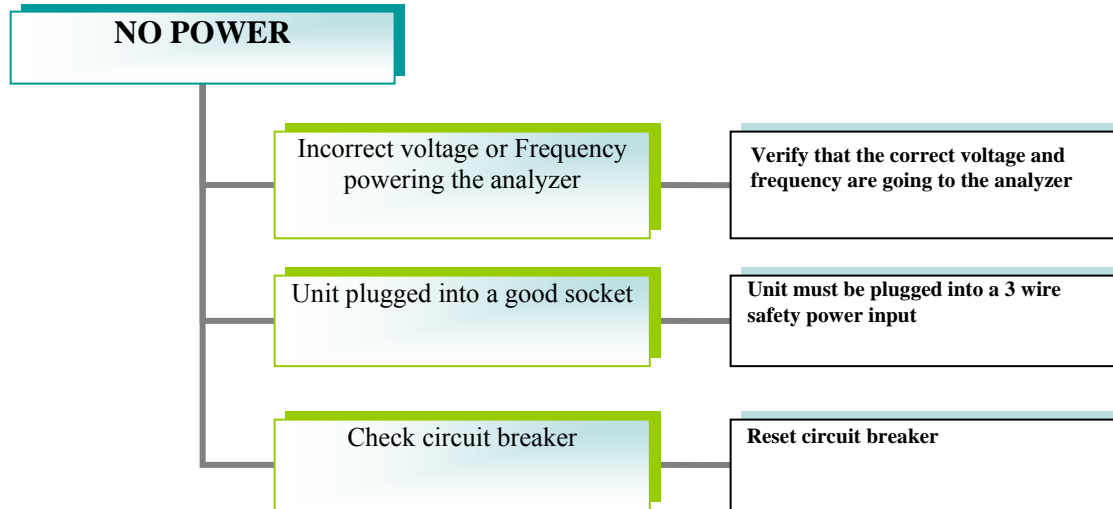 NO POWER
Incorrect voltage or Frequency
powering the analyzer
Verify that the correct voltage and
frequency are going to the analyzer
Unit plugged into a good socket
Unit must be plugged into a 3 wire
safety power input
Check circuit breaker
Reset circuit breaker